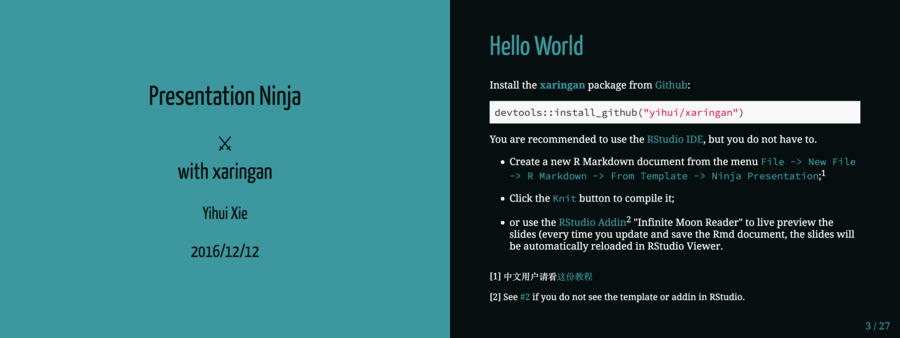 Presentation Ninja
⚔
with xaringan
Yihui Xie
2016/12/12
Hello World
Install the xaringan package from Github:
devtools::install_github("yihui/xaringan")
You are recommended to use the RStudio IDE, but you do not have to.
• Create a new R Markdown document from the menu File -> New File
-> R Markdown -> From Template -> Ninja Presentation;1
• Click the Knit button to compile it;
• or use the RStudio Addin2 "Infinite Moon Reader" to live preview the
slides (every time you update and save the Rmd document, the slides will
be automatically reloaded in RStudio Viewer.
[1] 中文用户请看这份教程
[2] See #2 if you do not see the template or addin in RStudio.
3 / 27